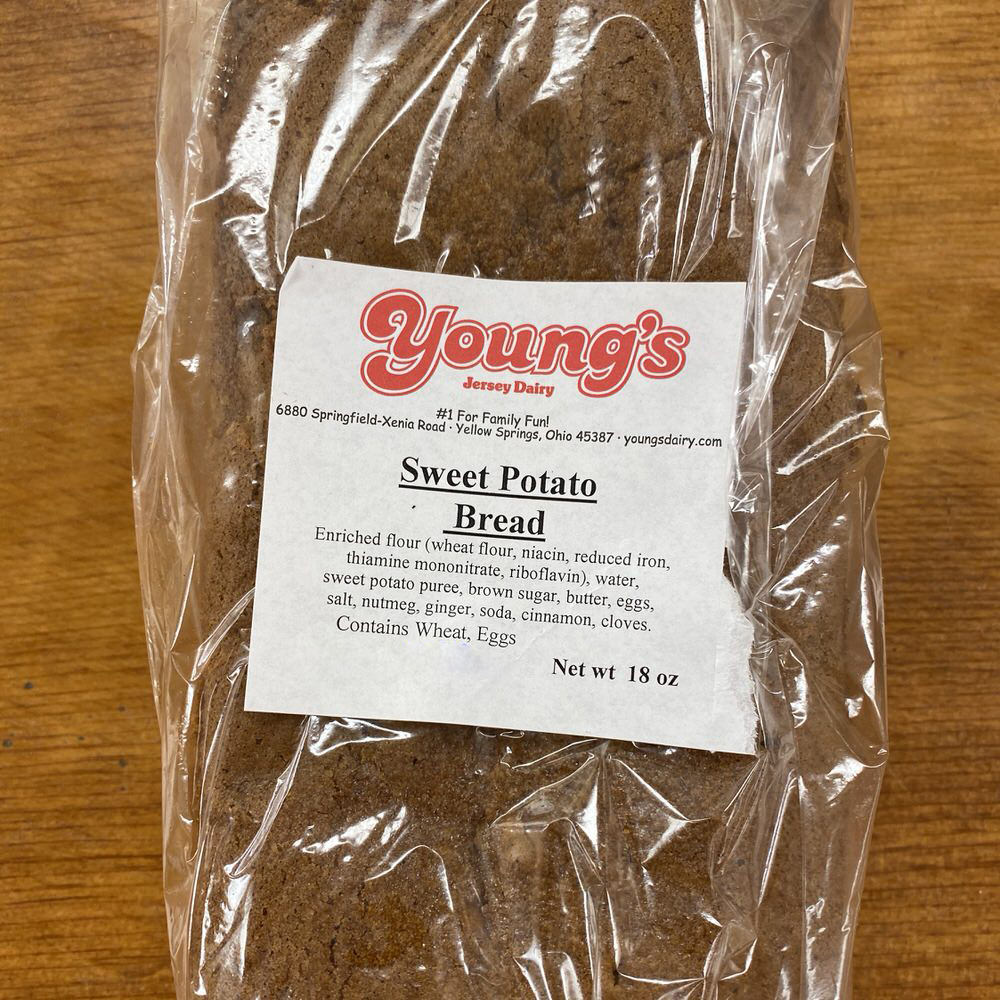 Young's
Jersey Dairy
#1 For Family Fun!
6880 Springfield-Xenia Road · Yellow Springs, Ohio 45387 · youngsdairy.com
Sweet Potato
Bread
Enriched flour (wheat flour, niacin, reduced iron,
thiamine mononitrate, riboflavin), water,
sweet potato puree, brown sugar, butter, eggs,
salt, nutmeg, ginger, soda, cinnamon, cloves.
Contains Wheat, Eggs
Net wt 18 oz